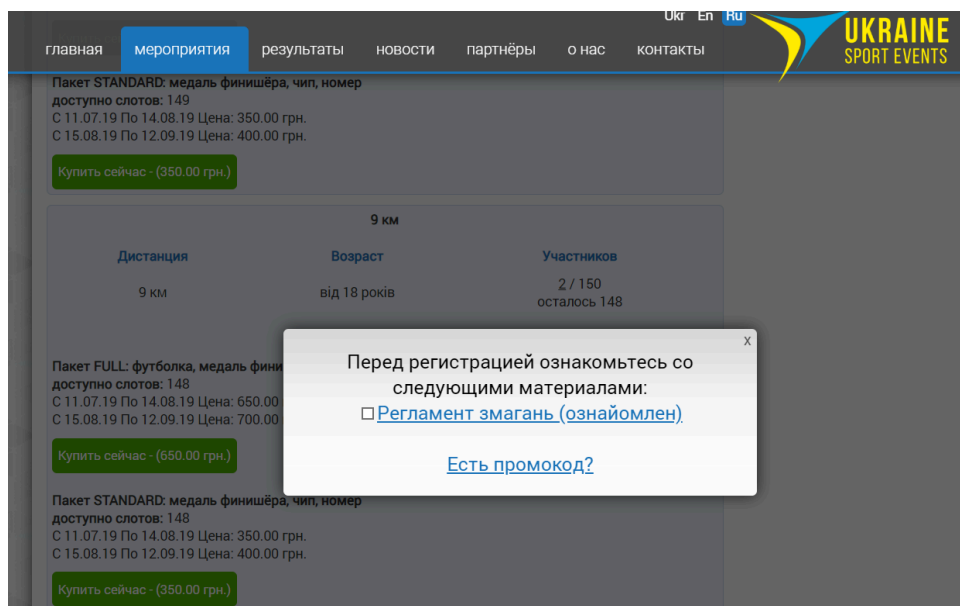 Ukr En Ru
главная мероприятия результаты новости партнёры о нас контакты
UKRAINE
SPORT EVENTS
Пакет STANDARD: медаль финишёра, чип, номер
доступно слотов: 149
С 11.07.19 По 14.08.19 Цена: 350.00 грн.
С 15.08.19 По 12.09.19 Цена: 400.00 грн.
Купить сейчас - (350.00 грн.)
9 км
Дистанция Возраст Участников
9 км від 18 років 2 / 150
осталось 148
x
Перед регистрацией ознакомьтесь со
следующими материалами:
Регламент змагань (ознайомлен)
Есть промокод?
Пакет FULL: футболка, медаль фини
доступно слотов: 148
С 11.07.19 По 14.08.19 Цена: 650.00
С 15.08.19 По 12.09.19 Цена: 700.00
Купить сейчас - (650.00 грн.)
Пакет STANDARD: медаль финишёра, чип, номер
доступно слотов: 148
С 11.07.19 По 14.08.19 Цена: 350.00 грн.
С 15.08.19 По 12.09.19 Цена: 400.00 грн.
Купить сейчас - (350.00 грн.)